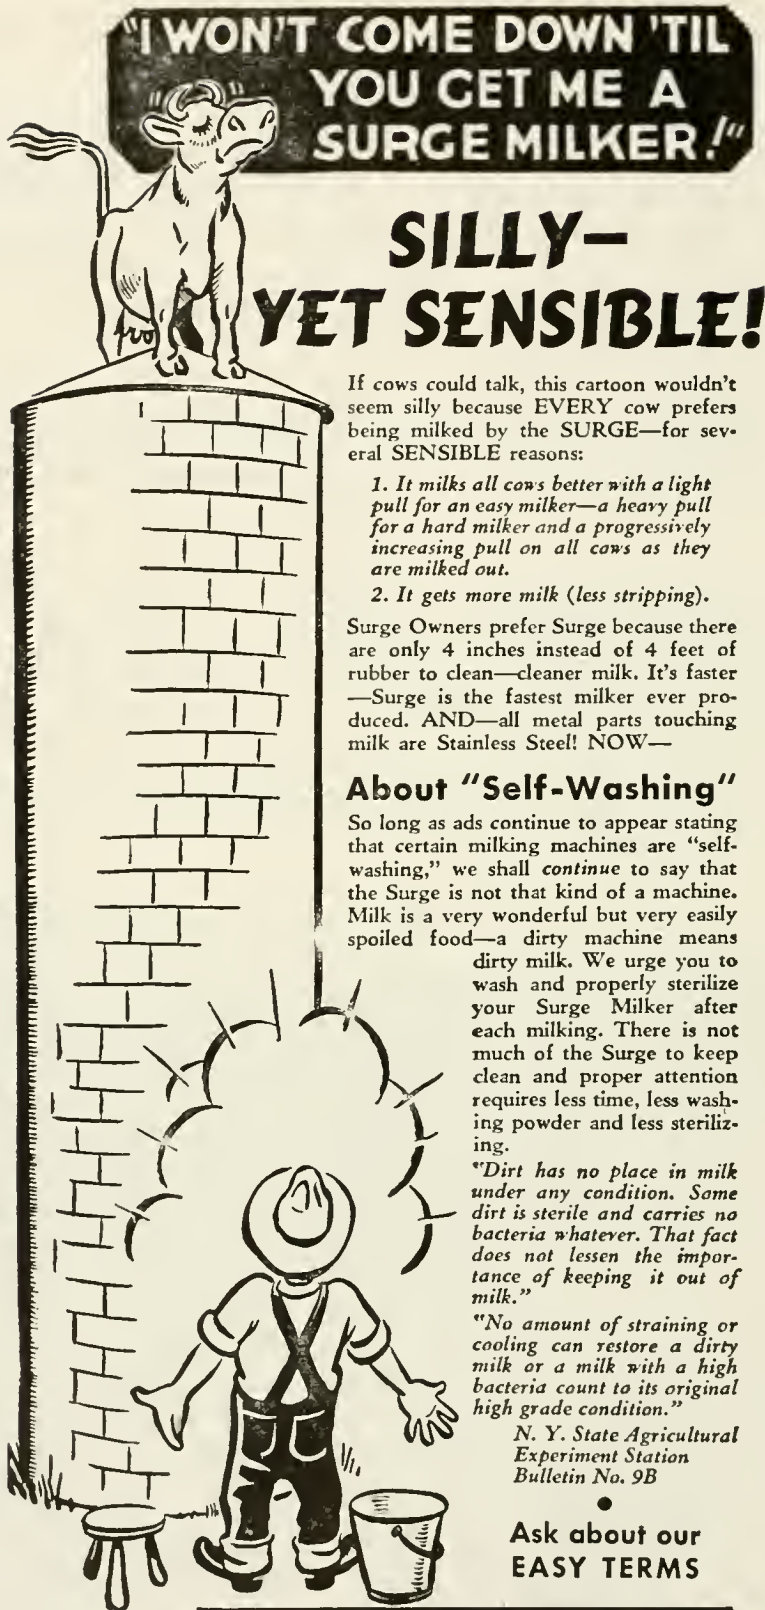 "I WON'T COME DOWN 'TIL
YOU GET ME A
SURGE MILKER!"
SILLY—
YET SENSIBLE!
If cows could talk, this cartoon wouldn't
seem silly because EVERY cow prefers
being milked by the SURGE—for sev-
eral SENSIBLE reasons:
1. It milks all cows better with a light
pull for an easy milker—a heavy pull
for a hard milker and a progressively
increasing pull on all cows as they
are milked out.
2. It gets more milk (less stripping).
Surge Owners prefer Surge because there
are only 4 inches instead of 4 feet of
rubber to clean—cleaner milk. It's faster
—Surge is the fastest milker ever pro-
duced. AND—all metal parts touching
milk are Stainless Steel! NOW—
About "Self-Washing"
So long as ads continue to appear stating
that certain milking machines are "self-
washing," we shall continue to say that
the Surge is not that kind of a machine.
Milk is a very wonderful but very easily
spoiled food—a dirty machine means
dirty milk. We urge you to
wash and properly sterilize
your Surge Milker after
each milking. There is not
much of the Surge to keep
clean and proper attention
requires less time, less wash-
ing powder and less steriliz-
ing.
"Dirt has no place in milk
under any condition. Some
dirt is sterile and carries no
bacteria whatever. That fact
does not lessen the impor-
tance of keeping it out of
milk."
"No amount of straining or
cooling can restore a dirty
milk or a milk with a high
bacteria count to its original
high grade condition."
N. Y. State Agricultural
Experiment Station
Bulletin No. 9B
Ask about our
EASY TERMS